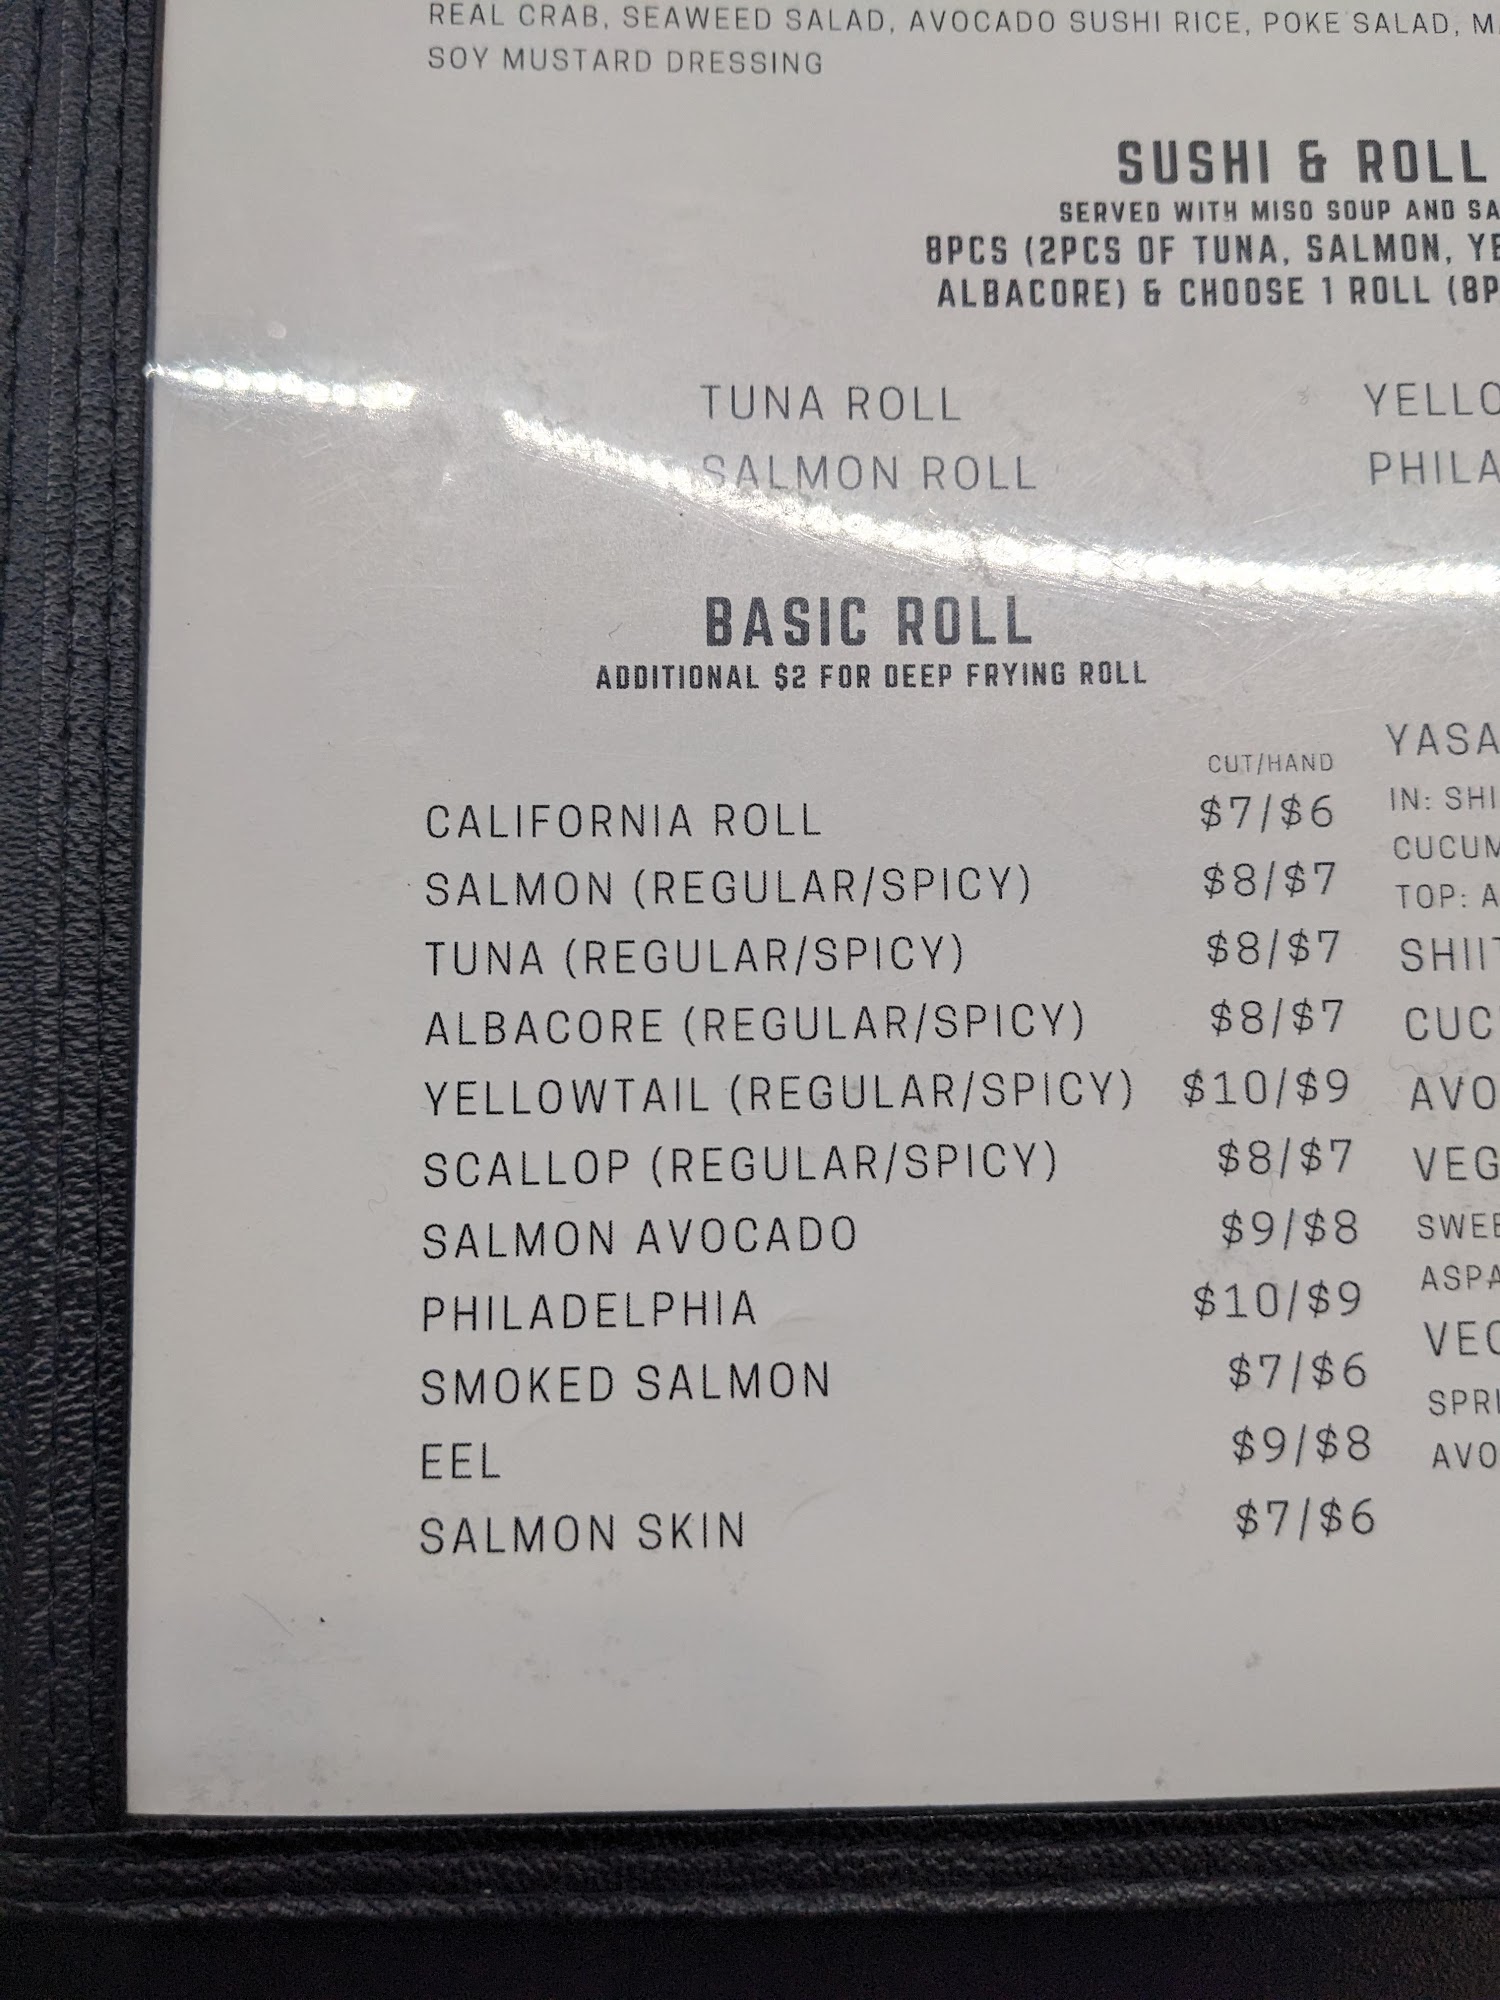 REAL CRAB, SEAWEED SALAD, AVOCADO SUSHI RICE, POKE SALAD,
SOY MUSTARD DRESSING
SUSHI & ROLL
SERVED WITH MISO SOUP AND
8PCS (2PCS OF TUNA, SALMON,
ALBACORE) & CHOOSE 1 ROLL
TUNA ROLL
SALMON ROLL
BASIC ROLL
ADDITIONAL $2 FOR DEEP FRYING ROLL
CUT/HAND
CALIFORNIA ROLL $7/$6
SALMON (REGULAR/SPICY) $8/$7
TUNA (REGULAR/SPICY) $8/$7
ALBACORE (REGULAR/SPICY) $8/$7
YELLOWTAIL (REGULAR/SPICY) $10/$9
SCALLOP (REGULAR/SPICY) $8/$7
SALMON AVOCADO $9/$8
PHILADELPHIA $10/$9
SMOKED SALMON $7/$6
EEL $9/$8
SALMON SKIN $7/$6
IN:
TOP: